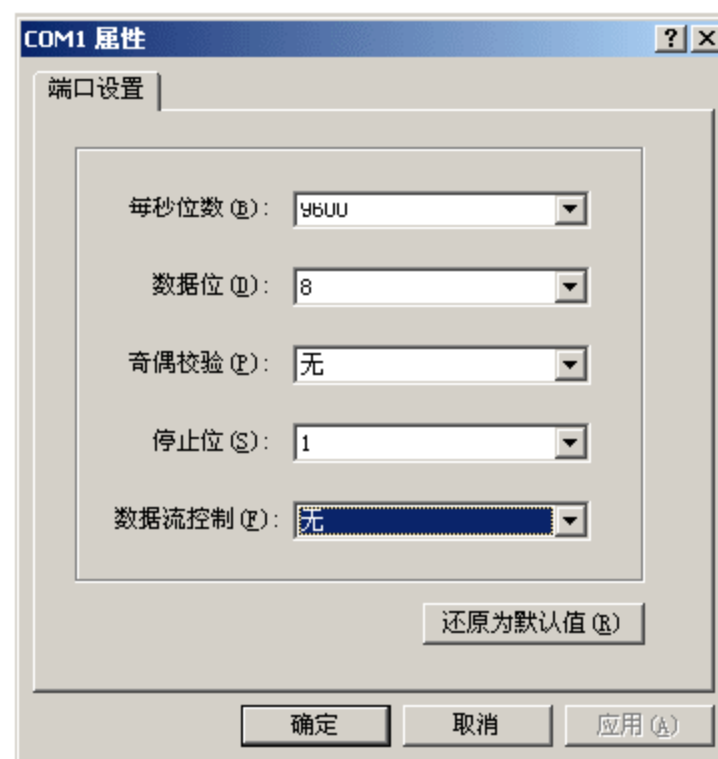 COM1 属性
端口设置
每秒位数(B): 9600
数据位(D): 8
奇偶校验(P): 无
停止位(S): 1
数据流控制(F): 无
还原为默认值(R)
确定 取消 应用(A)